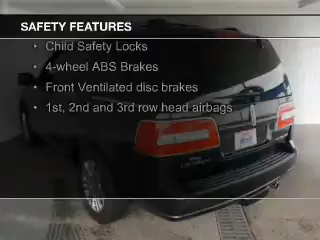 SAFETY FEATURES
• Child Safety Locks
• 4-wheel ABS Brakes
• Front Ventilated disc brakes
• 1st, 2nd and 3rd row head airbags